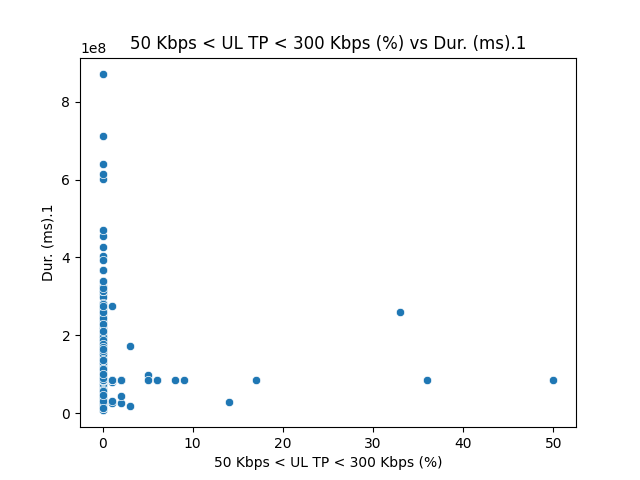 50 Kbps < UL TP < 300 Kbps (%) vs Dur. (ms).1
1e8
8
6
4
2
0
Dur. (ms).1
0 10 20 30 40 50
50 Kbps < UL TP < 300 Kbps (%)